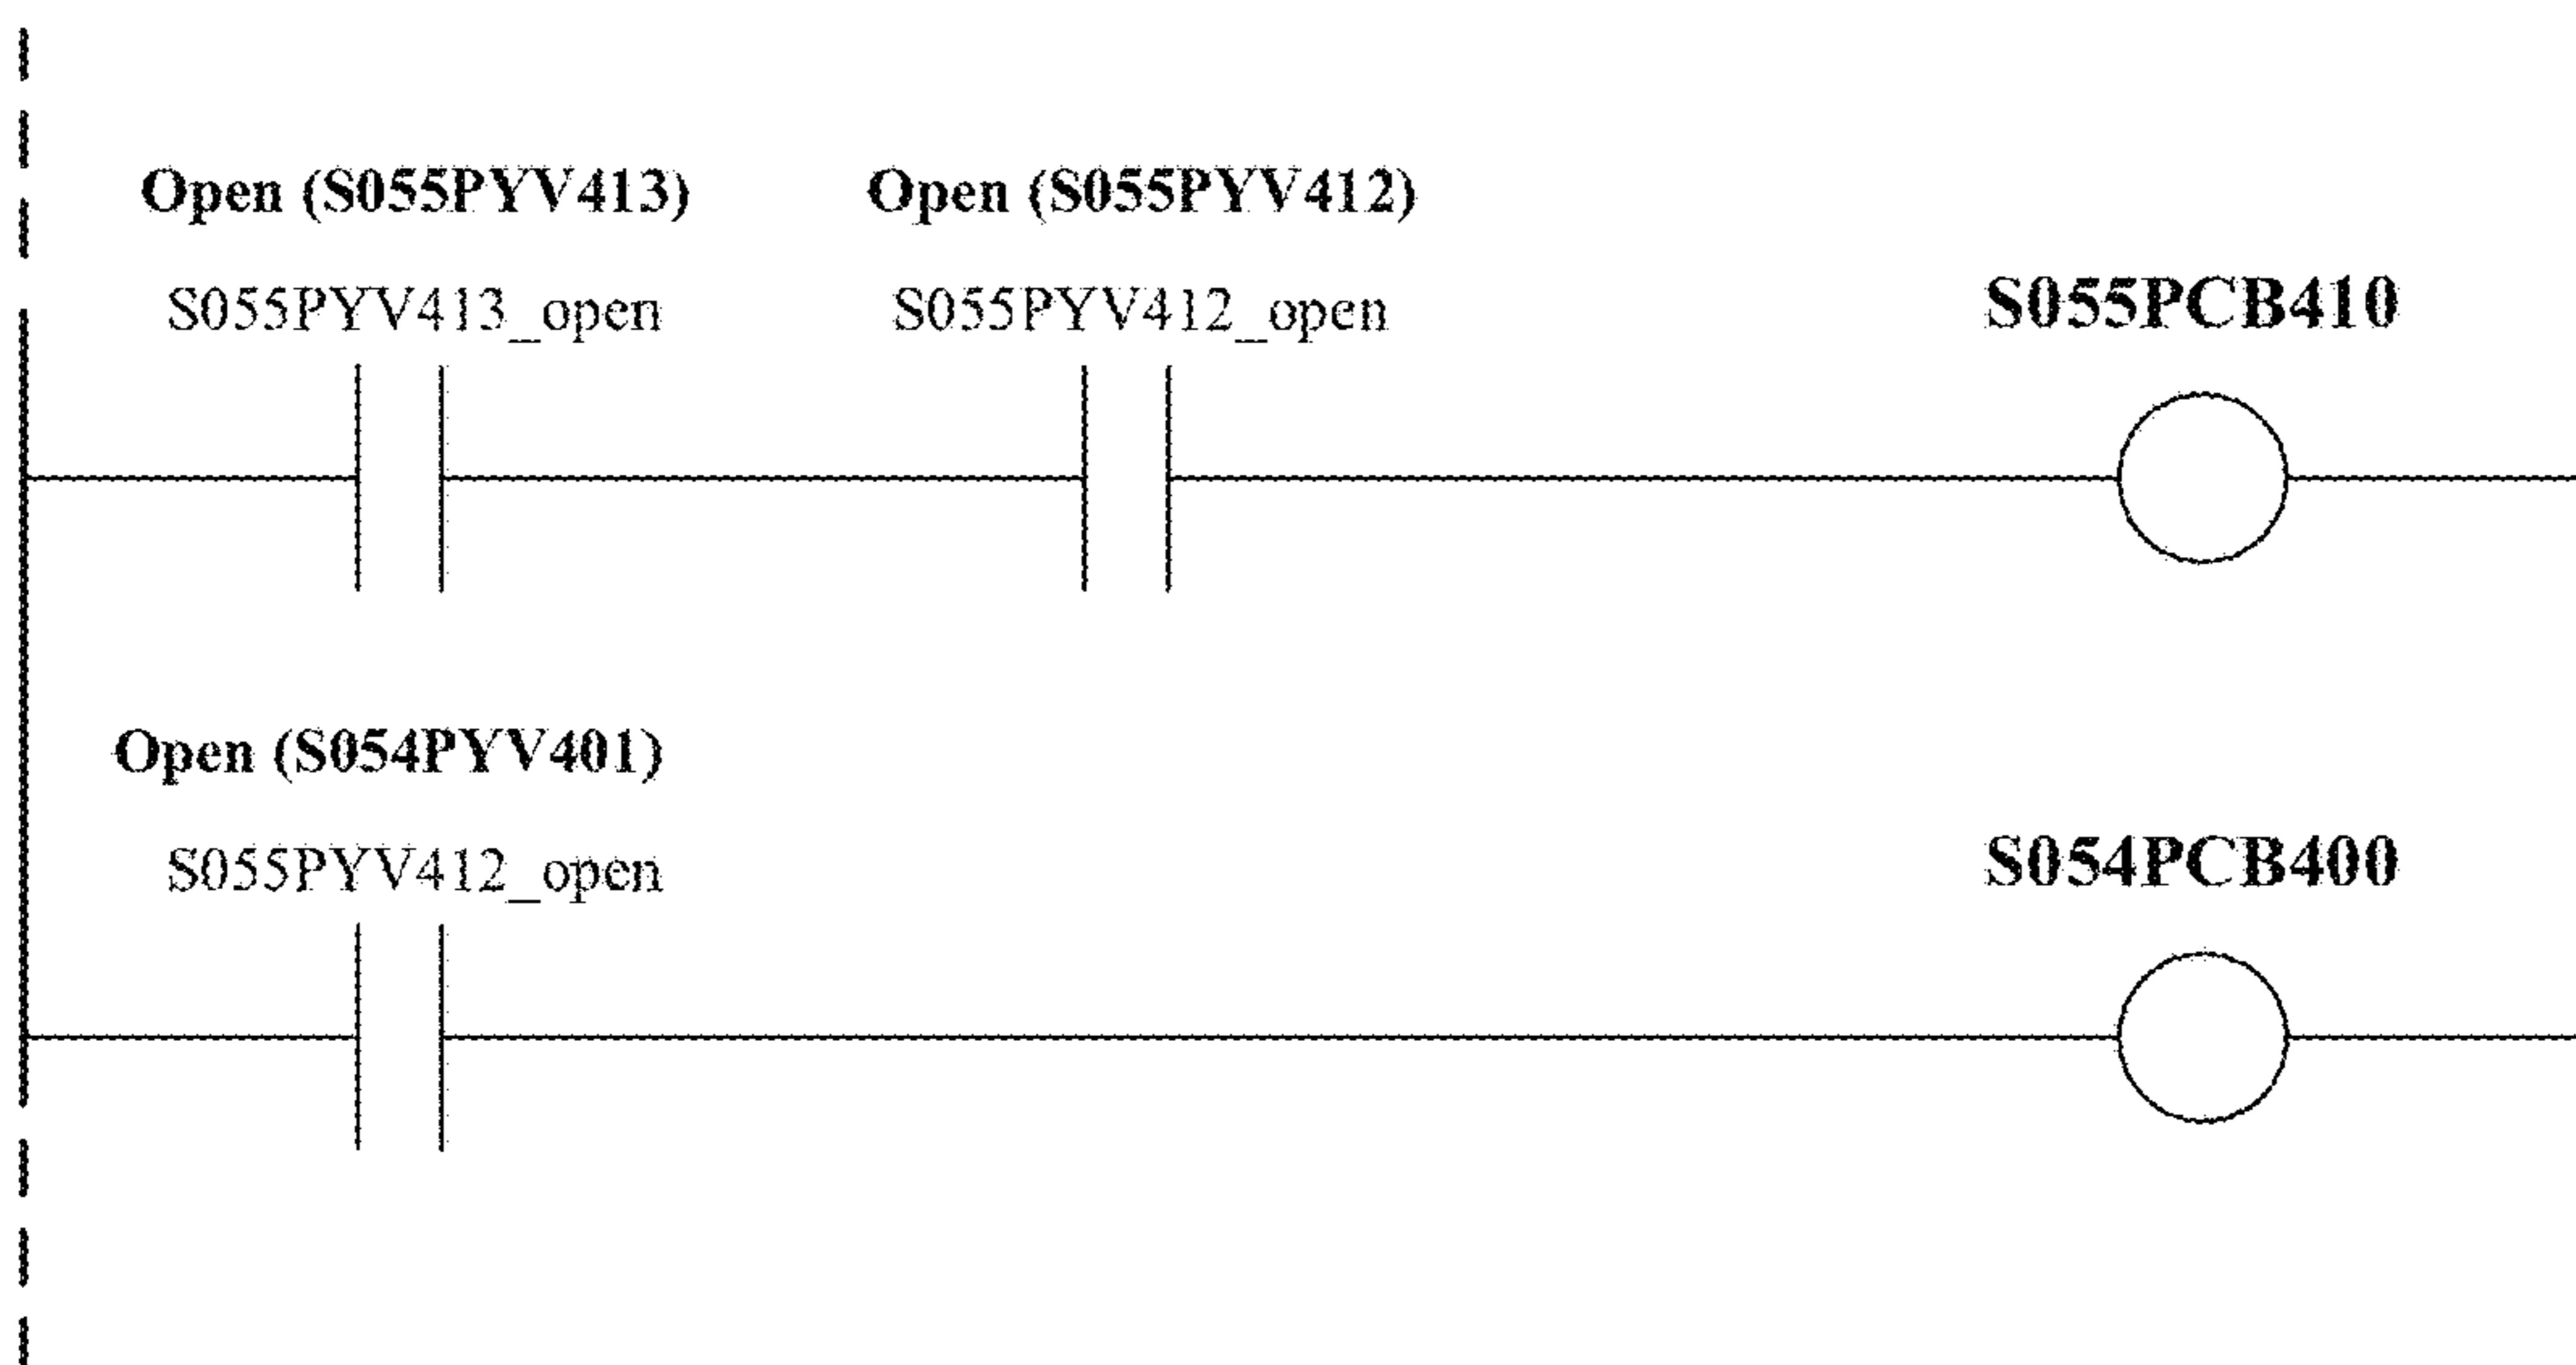 Open (S055PYV413) Open (S055PYV412)
S055PYV413_open S055PYV412_open S055PCB410
Open (S054PYV401)
S055PYV412_open S054PCB400